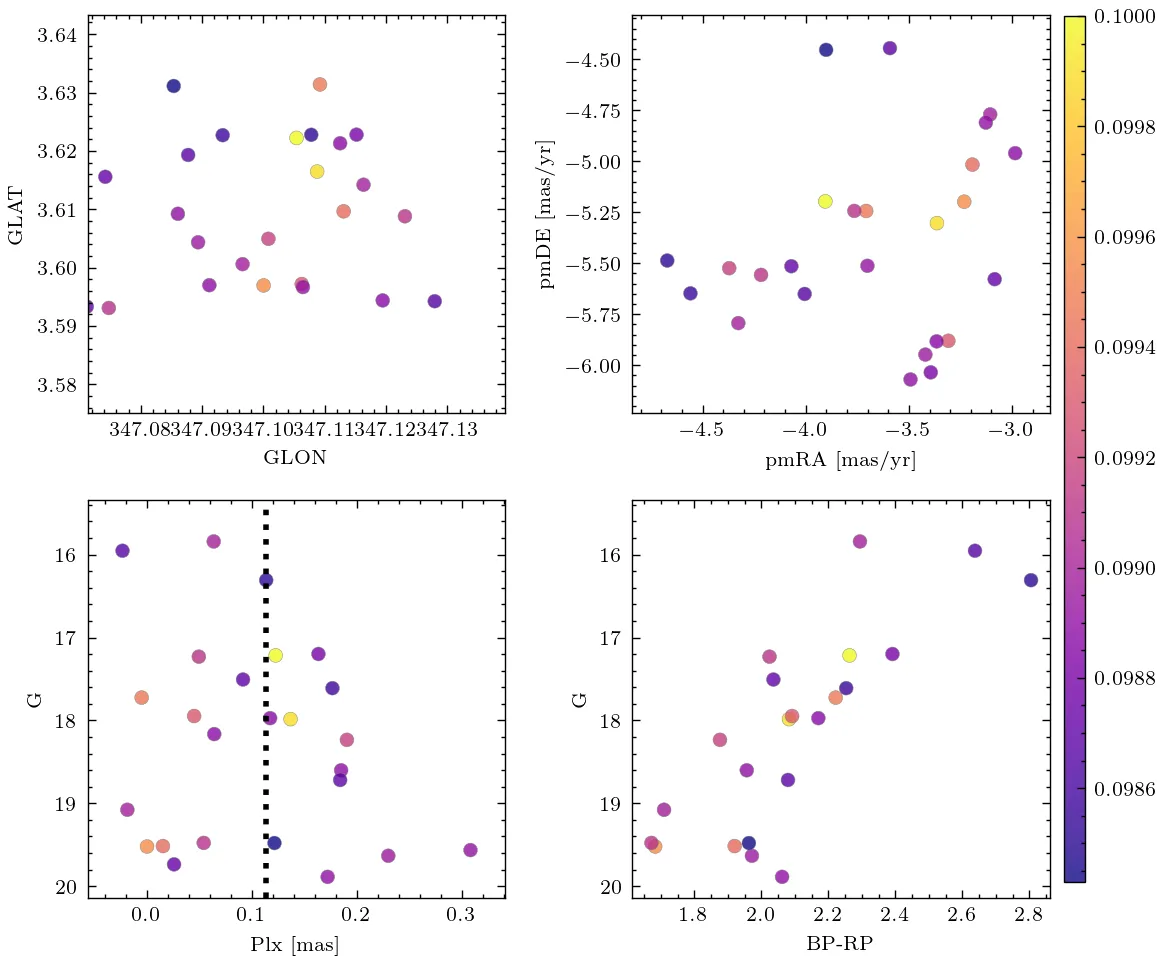 3.64
3.63
3.62
3.61
3.60
3.59
3.58
GLAT
347.08 347.09 347.10 347.11 347.12 347.13
GLON
−4.50
−4.75
−5.00
−5.25
−5.50
−5.75
−6.00
pmDE [mas/yr]
−4.5 −4.0 −3.5 −3.0
pmRA [mas/yr]
0.1000
0.0998
0.0996
0.0994
0.0992
0.0990
0.0988
0.0986
16
17
18
19
20
G
0.0 0.1 0.2 0.3
Plx [mas]
16
17
18
19
20
G
1.8 2.0 2.2 2.4 2.6 2.8
BP-RP